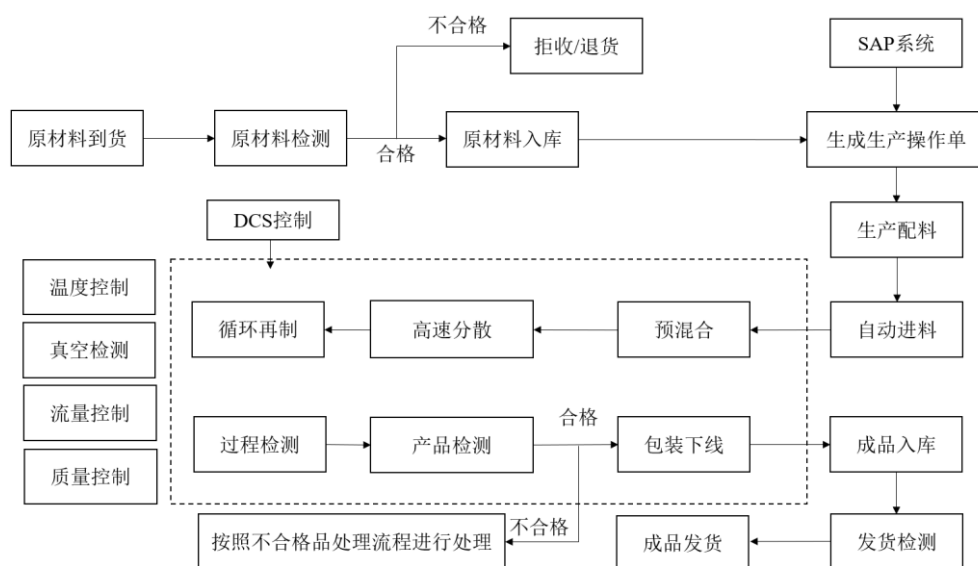 不合格
拒收/退货
SAP系统
原材料到货
原材料检测
合格
原材料入库
生成生产操作单
DCS控制
生产配料
温度控制
循环再制
高速分散
预混合
自动进料
真空检测
流量控制
过程检测
产品检测
合格
包装下线
成品入库
质量控制
按照不合格品处理流程进行处理
不合格
成品发货
发货检测